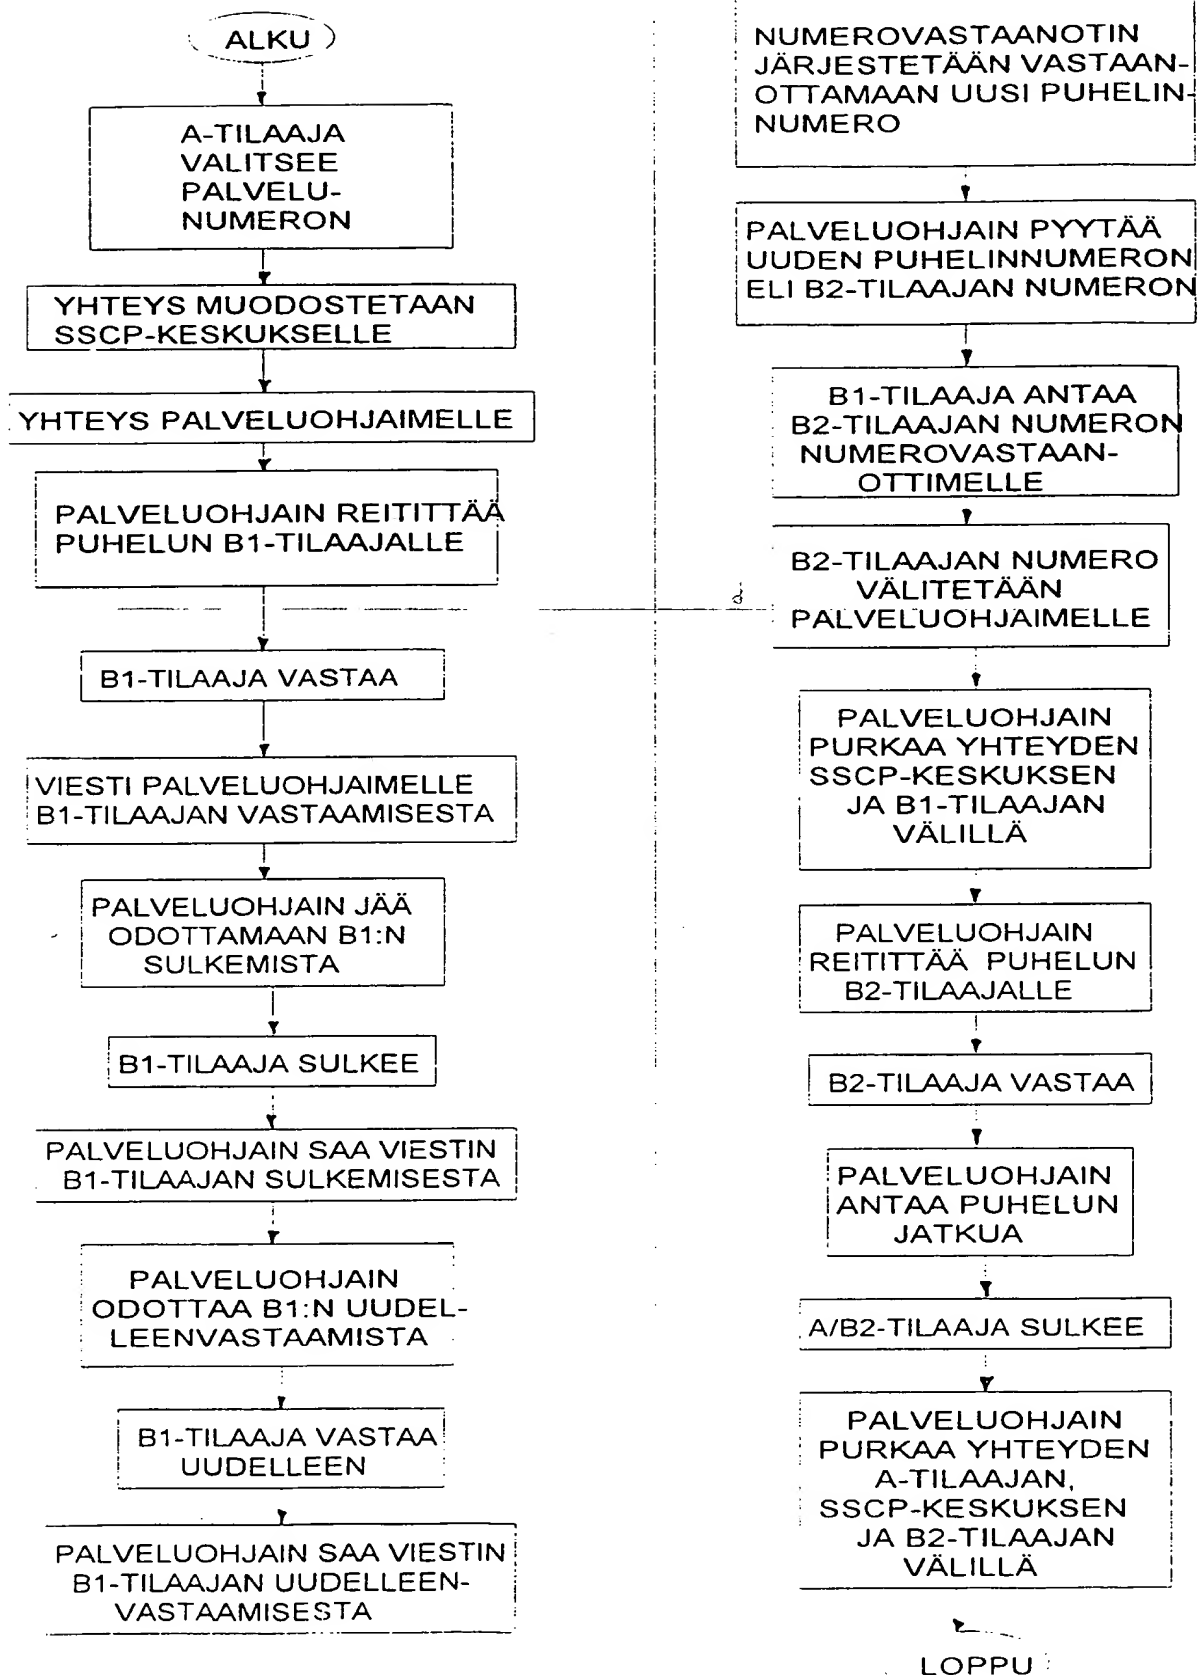 ALKU
A-TILAAJA
VALITSEE
PALVELU-
NUMERON
YHTEYS MUODOSTETAAN
SSCP-KESKUKSELLE
YHTEYS PALVELUOHJAIMELLE
PALVELUOHJAIN REITITTÄÄ
PUHELUN B1-TILAAJALLE
B1-TILAAJA VASTAA
VIESTI PALVELUOHJAIMELLE
B1-TILAAJAN VASTAAMISESTA
PALVELUOHJAIN JÄÄ
ODOTTAMAAN B1:N
SULKEMISTA
B1-TILAAJA SULKEE
PALVELUOHJAIN SAA VIESTIN
B1-TILAAJAN SULKEMISESTA
PALVELUOHJAIN
ODOTTAA B1:N UUDEL-
LEENVASTAAMISTA
B1-TILAAJA VASTAA
UUDELLEEN
PALVELUOHJAIN SAA VIESTIN
B1-TILAAJAN UUDELLEEN-
VASTAAMISESTA
NUMEROVASTAANOTIN
JÄRJESTETÄÄN VASTAAN-
OTTAMAAN UUSI PUHELIN-
NUMERO
PALVELUOHJAIN PYYTÄÄ
UUDEN PUHELINNUMERON
ELI B2-TILAAJAN NUMERON
B1-TILAAJA ANTAA
B2-TILAAJAN NUMERON
NUMEROVASTAAN-
OTTIMELLE
B2-TILAAJAN NUMERO
VÄLITETÄÄN
PALVELUOHJAIMELLE
PALVELUOHJAIN
PURKAA YHTEYDEN
SSCP-KESKUKSEN
JA B1-TILAAJAN
VÄLILLÄ
PALVELUOHJAIN
REITITTÄÄ PUHELUN
B2-TILAAJALLE
B2-TILAAJA VASTAA
PALVELUOHJAIN
ANTAA PUHELUN
JATKUA
A/B2-TILAAJA SULKEE
PALVELUOHJAIN
PURKAA YHTEYDEN
A-TILAAJAN,
SSCP-KESKUKSEN
JA B2-TILAAJAN
VÄLILLÄ
LOPPU